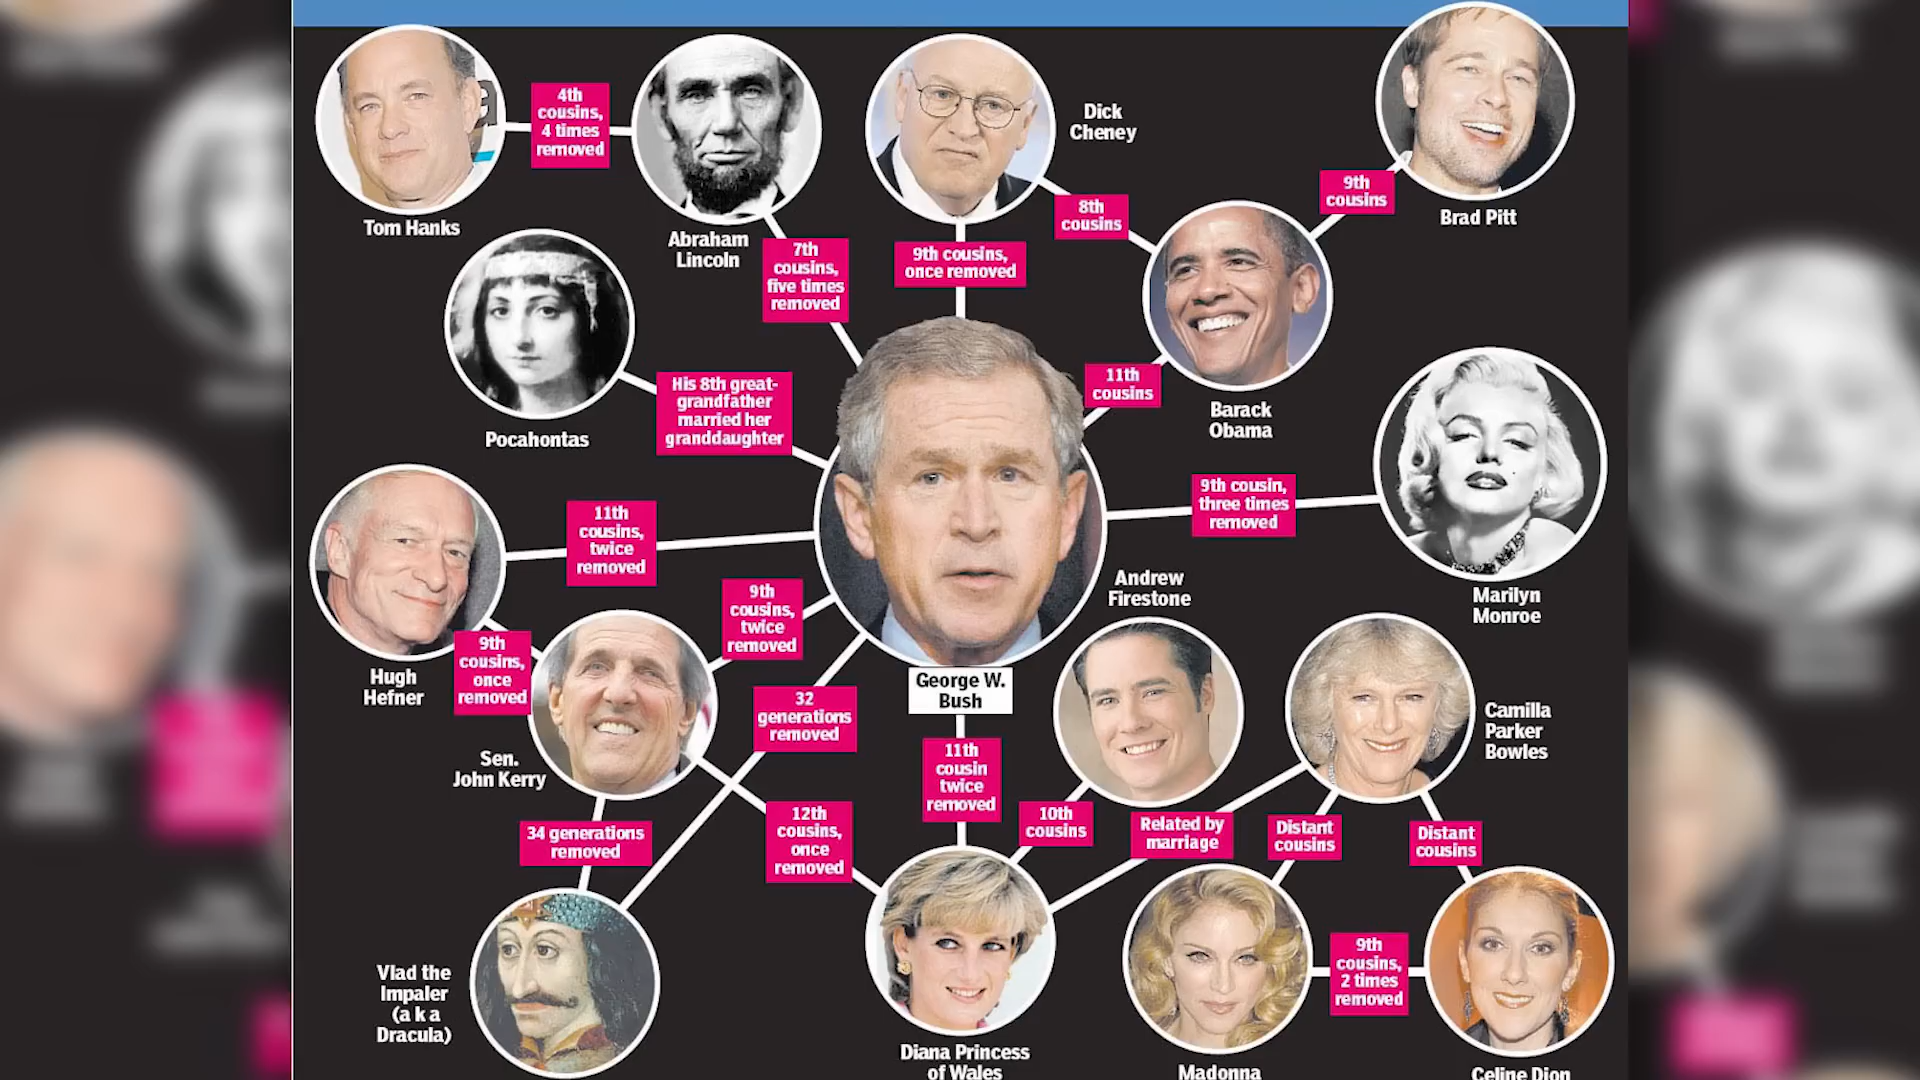 4th
cousins,
4 times
removed
Tom Hanks
Abraham
Lincoln
7th
cousins,
five times
removed
Dick
Cheney
9th cousins,
once removed
8th
cousins
9th
cousins
Brad Pitt
Pocahontas
His 8th great-
grandfather
married her
granddaughter
11th
cousins
Barack
Obama
9th cousin,
three times
removed
Marilyn
Monroe
11th
cousins,
twice
removed
Hugh
Hefner
9th
cousins,
once
removed
9th
cousins,
twice
removed
George W.
Bush
Andrew
Firestone
Camilla
Parker
Bowles
Sen.
John Kerry
32
generations
removed
34 generations
removed
12th
cousins,
once
removed
11th
cousin
twice
removed
10th
cousins
Related by
marriage
Distant
cousins
Distant
cousins
Vlad the
Impaler
(a k a
Dracula)
Diana Princess
of Wales
9th
cousins,
2 times
removed
Madonna
Celine Dion